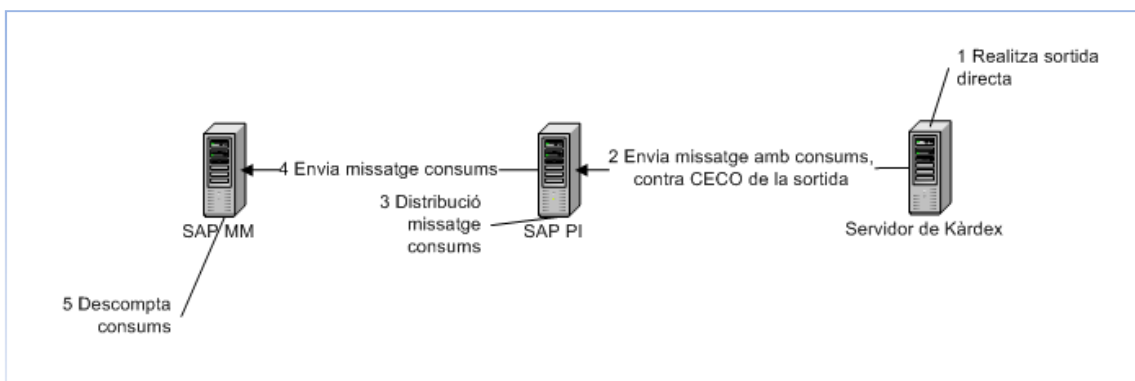 1 Realitza sortida
directa
2 Envia missatge amb consums,
contra CECO de la sortida
4 Envia missatge consums
3 Distribució
missatge
consums
SAP MM
SAP PI
Servidor de Kàrdex
5 Descompta
consums